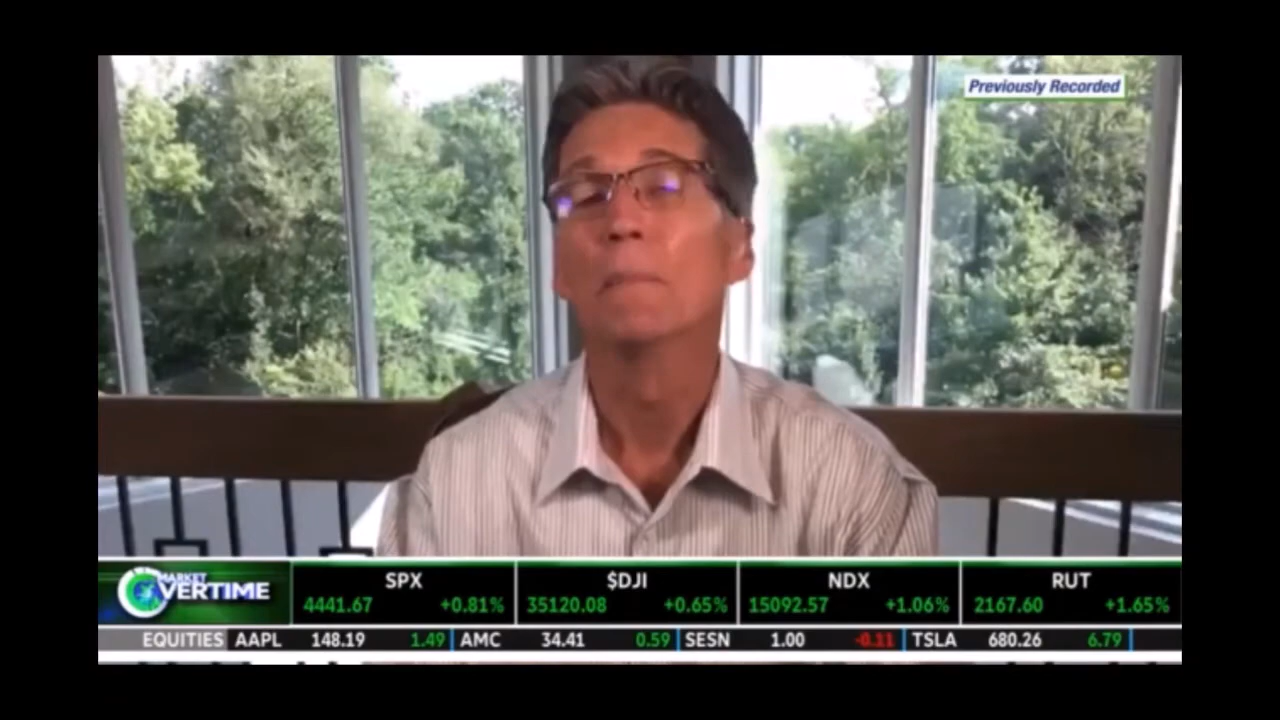 Previously Recorded
MARKET
VERTIME
SPX
4441.67 +0.81%
$DJI
35120.08 +0.65%
NDX
15092.57 +1.06%
RUT
2167.60 +1.65%
EQUITIES AAPL 148.19 1.49 AMC 34.41 0.59 SESN 1.00 -0.11 TSLA 680.26 6.79